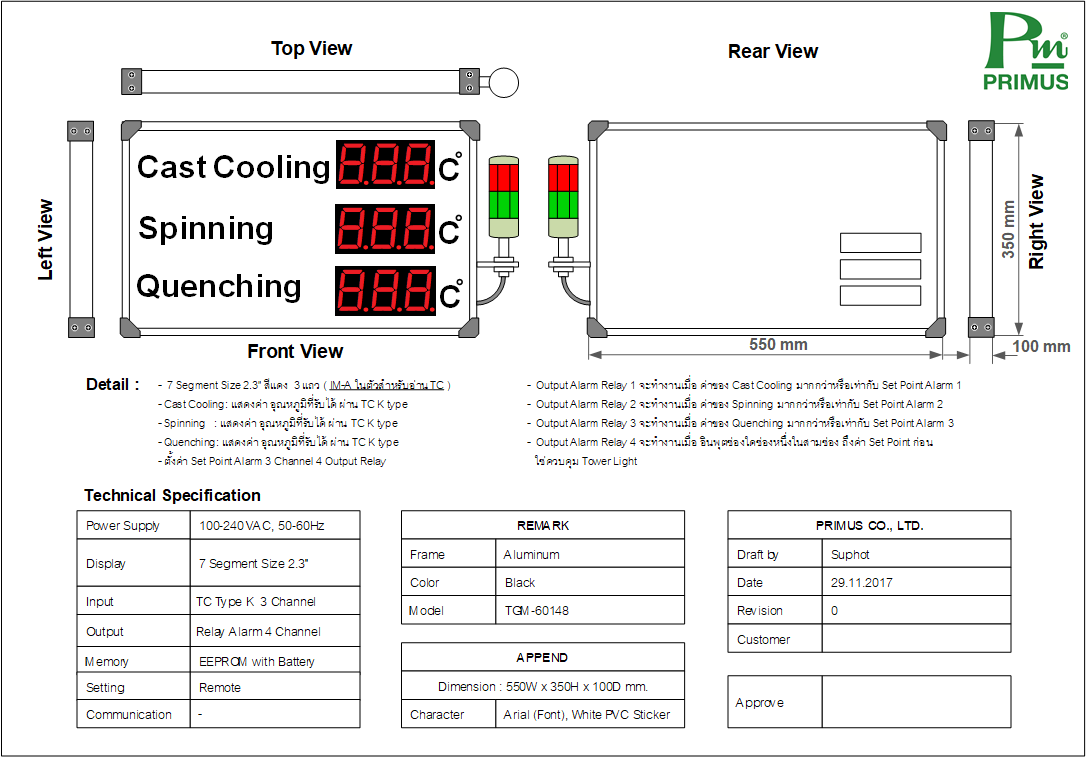 Top View
Rear View
Pm®
PRIMUS
Left View
Cast Cooling 8.8.8. C°
Spinning 8.8.8. C°
Quenching 8.8.8. C°
Front View
350 mm
Right View
550 mm
100 mm
Detail :
- 7 Segment Size 2.3" สีแดง 3 แถว ( IM-A ในตัวสำหรับอ่าน TC )
- Cast Cooling: แสดงค่า อุณหภูมิที่รับได้ ผ่าน TC K type
- Spinning : แสดงค่า อุณหภูมิที่รับได้ ผ่าน TC K type
- Quenching: แสดงค่า อุณหภูมิที่รับได้ ผ่าน TC K type
- ตั้งค่า Set Point Alarm 3 Channel 4 Output Relay
- Output Alarm Relay 1 จะทำงานเมื่อ ค่าของ Cast Cooling มากกว่าหรือเท่ากับ Set Point Alarm 1
- Output Alarm Relay 2 จะทำงานเมื่อ ค่าของ Spinning มากกว่าหรือเท่ากับ Set Point Alarm 2
- Output Alarm Relay 3 จะทำงานเมื่อ ค่าของ Quenching มากกว่าหรือเท่ากับ Set Point Alarm 3
- Output Alarm Relay 4 จะทำงานเมื่อ อินพุตช่องใดช่องหนึ่งในสามช่อง ถึงค่า Set Point ก่อน
ใช่ควบคุม Tower Light
Technical Specification
Power Supply 100-240 VAC, 50-60Hz
Display 7 Segment Size 2.3"
Input TC Type K 3 Channel
Output Relay Alarm 4 Channel
Memory EEPROM with Battery
Setting Remote
Communication -
REMARK
Frame Aluminum
Color Black
Model TGM-60148
APPEND
Dimension : 550W x 350H x 100D mm.
Character Arial (Font), White PVC Sticker
PRIMUS CO., LTD.
Draft by Suphot
Date 29.11.2017
Revision 0
Customer
Approve